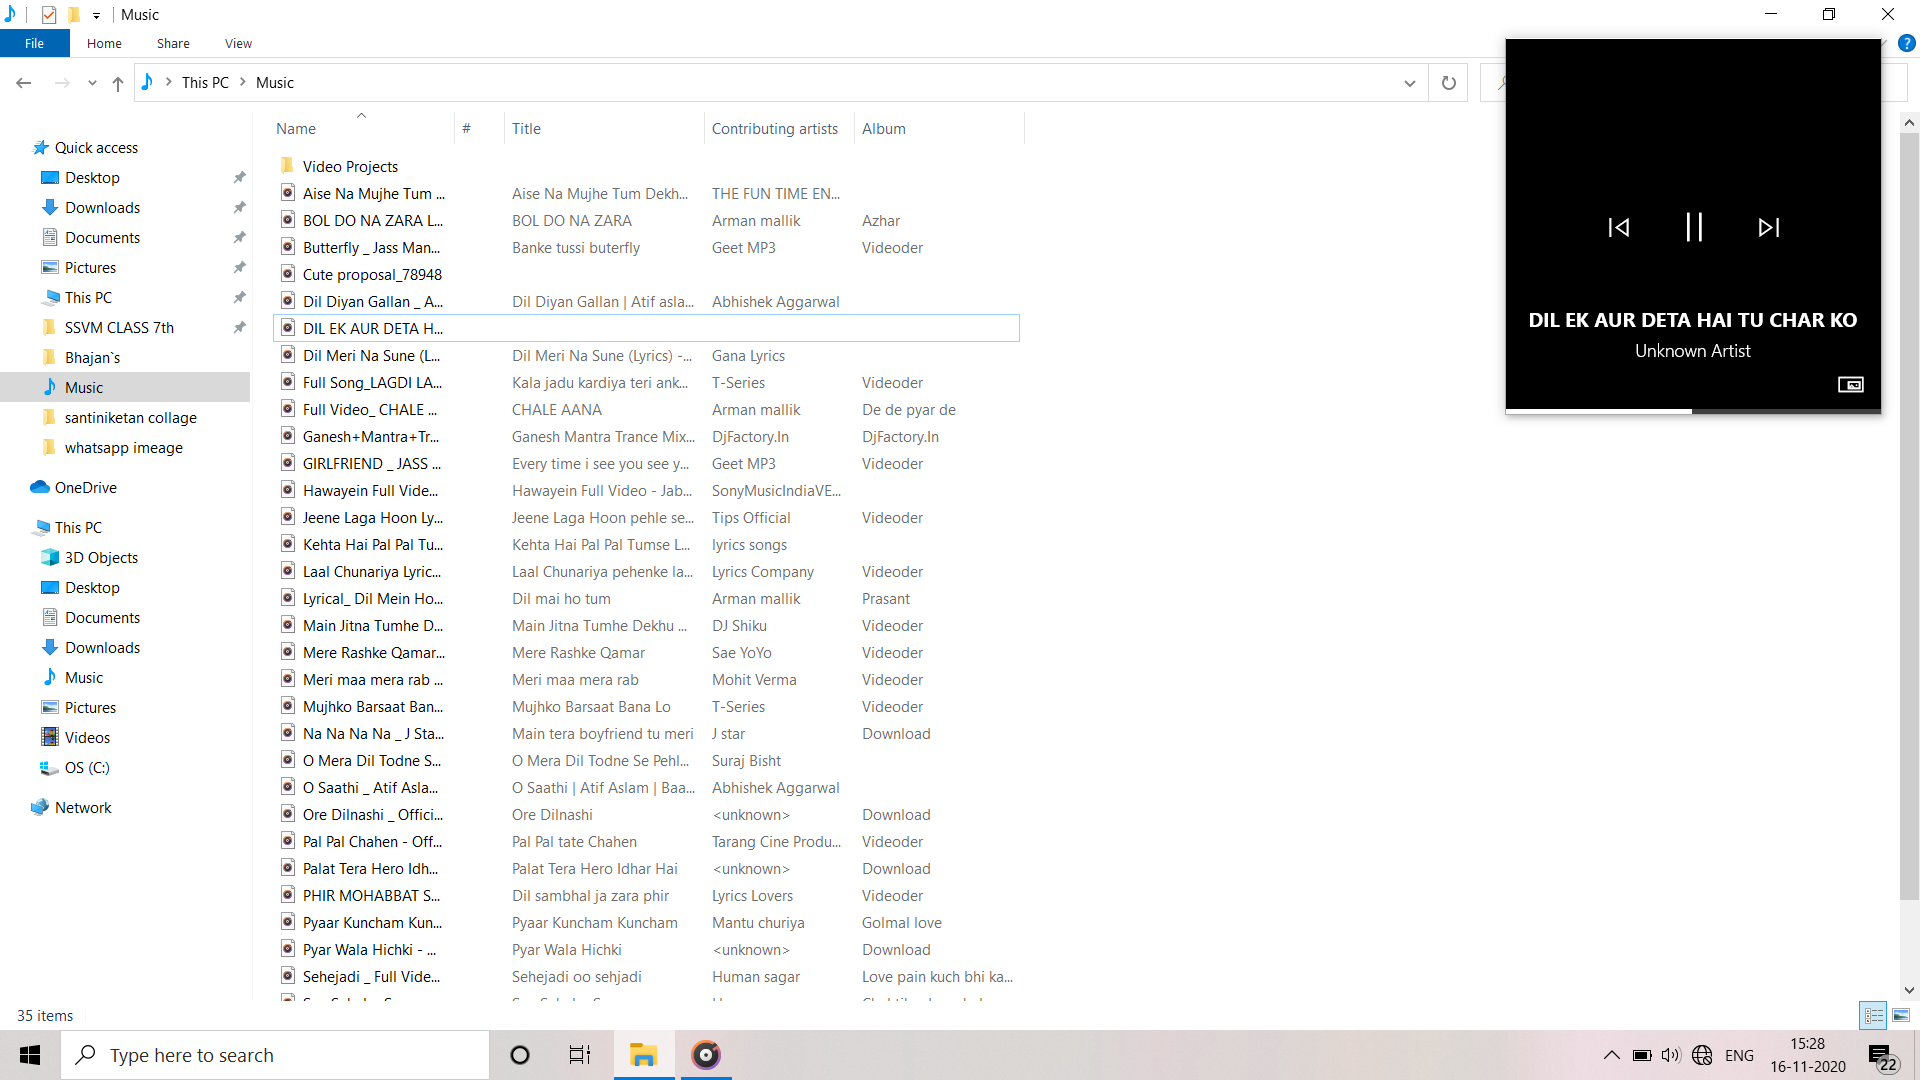 Music
File Home Share View
This PC Music
Name # Title Contributing artists Album
Quick access
Desktop
Downloads
Documents
Pictures
This PC
SSVM CLASS 7th
Bhajan`s
Music
santiniketan collage
whatsapp imeage
OneDrive
This PC
3D Objects
Desktop
Documents
Downloads
Music
Pictures
Videos
OS (C:)
Network
Video Projects
Aise Na Mujhe Tum ... Aise Na Mujhe Tum Dekh... THE FUN TIME EN...
BOL DO NA ZARA L... BOL DO NA ZARA Arman mallik Azhar
Butterfly _ Jass Man... Banke tussi buterfly Geet MP3 Videoder
Cute proposal_78948
Dil Diyan Gallan _ A... Dil Diyan Gallan | Atif asla... Abhishek Aggarwal
DIL EK AUR DETA H...
Dil Meri Na Sune (L... Dil Meri Na Sune (Lyrics) -... Gana Lyrics
Full Song_LAGDI LA... Kala jadu kardiya teri ank... T-Series Videoder
Full Video_ CHALE ... CHALE AANA Arman mallik De de pyar de
Ganesh+Mantra+Tr... Ganesh Mantra Trance Mix... DjFactory.In DjFactory.In
GIRLFRIEND _ JASS ... Every time i see you see y... Geet MP3 Videoder
Hawayein Full Vide... Hawayein Full Video - Jab... SonyMusicIndiaVE...
Jeene Laga Hoon Ly... Jeene Laga Hoon pehle se... Tips Official Videoder
Kehta Hai Pal Pal Tu... Kehta Hai Pal Pal Tumse L... lyrics songs
Laal Chunariya Lyric... Laal Chunariya pehenke la... Lyrics Company Videoder
Lyrical_ Dil Mein Ho... Dil mai ho tum Arman mallik Prasant
Main Jitna Tumhe D... Main Jitna Tumhe Dekhu ... DJ Shiku Videoder
Mere Rashke Qamar... Mere Rashke Qamar Sae YoYo Videoder
Meri maa mera rab ... Meri maa mera rab Mohit Verma Videoder
Mujhko Barsaat Ban... Mujhko Barsaat Bana Lo T-Series Videoder
Na Na Na Na _ J Sta... Main tera boyfriend tu meri J star Download
O Mera Dil Todne S... O Mera Dil Todne Se Pehl... Suraj Bisht
O Saathi _ Atif Asla... O Saathi | Atif Aslam | Baa... Abhishek Aggarwal
Ore Dilnashi _ Offici... Ore Dilnashi <unknown> Download
Pal Pal Chahen - Off... Pal Pal tate Chahen Tarang Cine Produ... Videoder
Palat Tera Hero Idh... Palat Tera Hero Idhar Hai <unknown> Download
PHIR MOHABBAT S... Dil sambhal ja zara phir Lyrics Lovers Videoder
Pyaar Kuncham Kun... Pyaar Kuncham Kuncham Mantu churiya Golmal love
Pyar Wala Hichki - ... Pyar Wala Hichki <unknown> Download
Sehejadi _ Full Vide... Sehejadi oo sehjadi Human sagar Love pain kuch bhi ka...
DIL EK AUR DETA HAI TU CHAR KO
Unknown Artist
35 items
Type here to search
ENG
15:28
16-11-2020
22